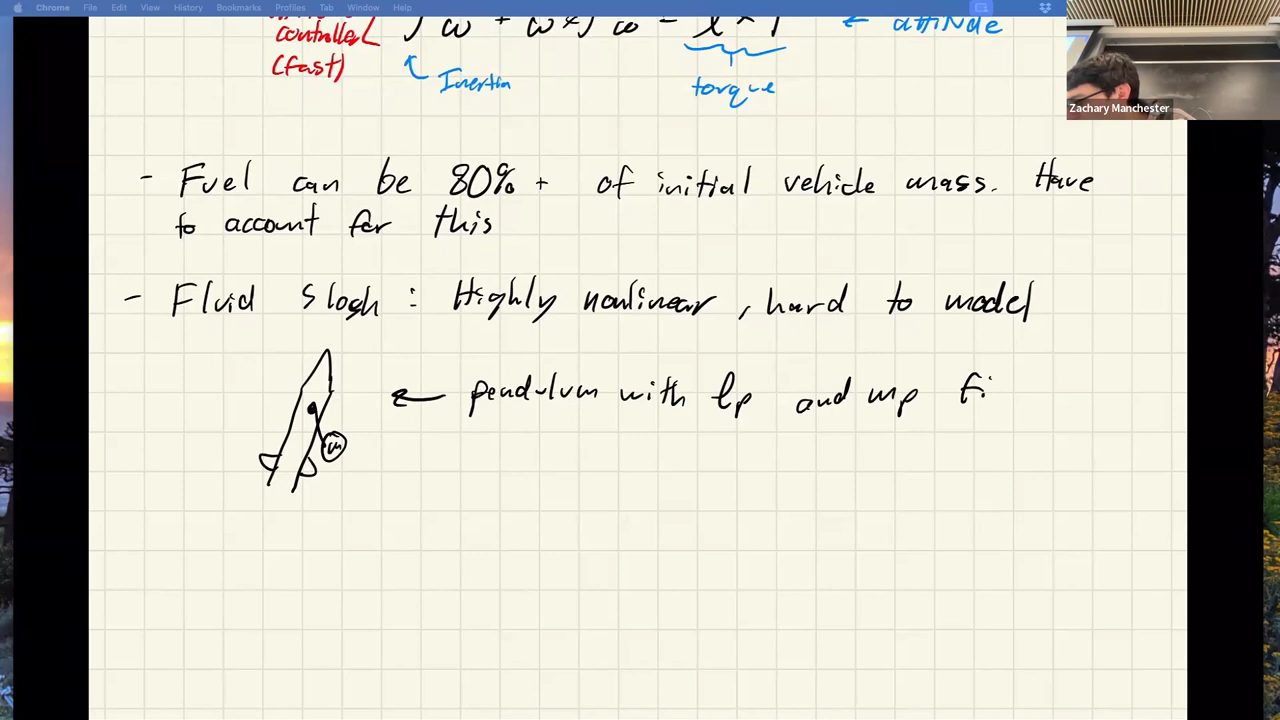 Chrome File Edit View History Bookmarks Profiles Tab Window Help
controlled J ω̇ + ω × J ω = l × T ← attitude
(fast) Inertia torque
Zachary Manchester
- Fuel can be 80% + of initial vehicle mass. Have
to account for this
- Fluid Slosh : Highly nonlinear , hard to model
← pendulum with lp and mp fi
m